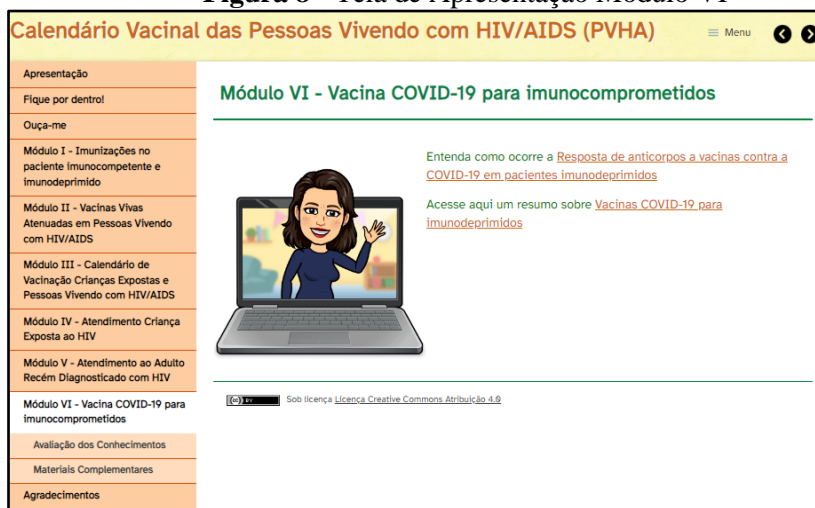 Figura 8 - Tela de Apresentação Módulo VI
Calendário Vacinal das Pessoas Vivendo com HIV/AIDS (PVHA)
Menu
Apresentação
Fique por dentro!
Ouça-me
Módulo I - Imunizações no
paciente imunocompetente e
imunodeprimido
Módulo II - Vacinas Vivas
Atenuadas em Pessoas Vivendo
com HIV/AIDS
Módulo III - Calendário de
Vacinação Crianças Expostas e
Pessoas Vivendo com HIV/AIDS
Módulo IV - Atendimento Criança
Exposta ao HIV
Módulo V - Atendimento ao Adulto
Recém Diagnosticado com HIV
Módulo VI - Vacina COVID-19 para
imunocomprometidos
Avaliação dos Conhecimentos
Materiais Complementares
Agradecimentos
Módulo VI - Vacina COVID-19 para imunocomprometidos
Entenda como ocorre a Resposta de anticorpos a vacinas contra a
COVID-19 em pacientes imunodeprimidos
Acesse aqui um resumo sobre Vacinas COVID-19 para
imunodeprimidos
(cc) BY
Sob licença Licença Creative Commons Atribuição 4.0